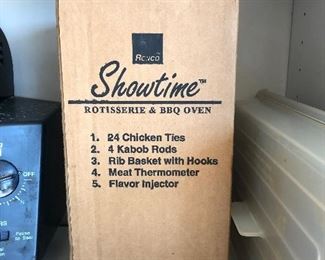 Ronco
Showtime™
ROTISSERIE & BBQ OVEN
1. 24 Chicken Ties
2. 4 Kabob Rods
3. Rib Basket with Hooks
4. Meat Thermometer
5. Flavor Injector
OFF
Pause